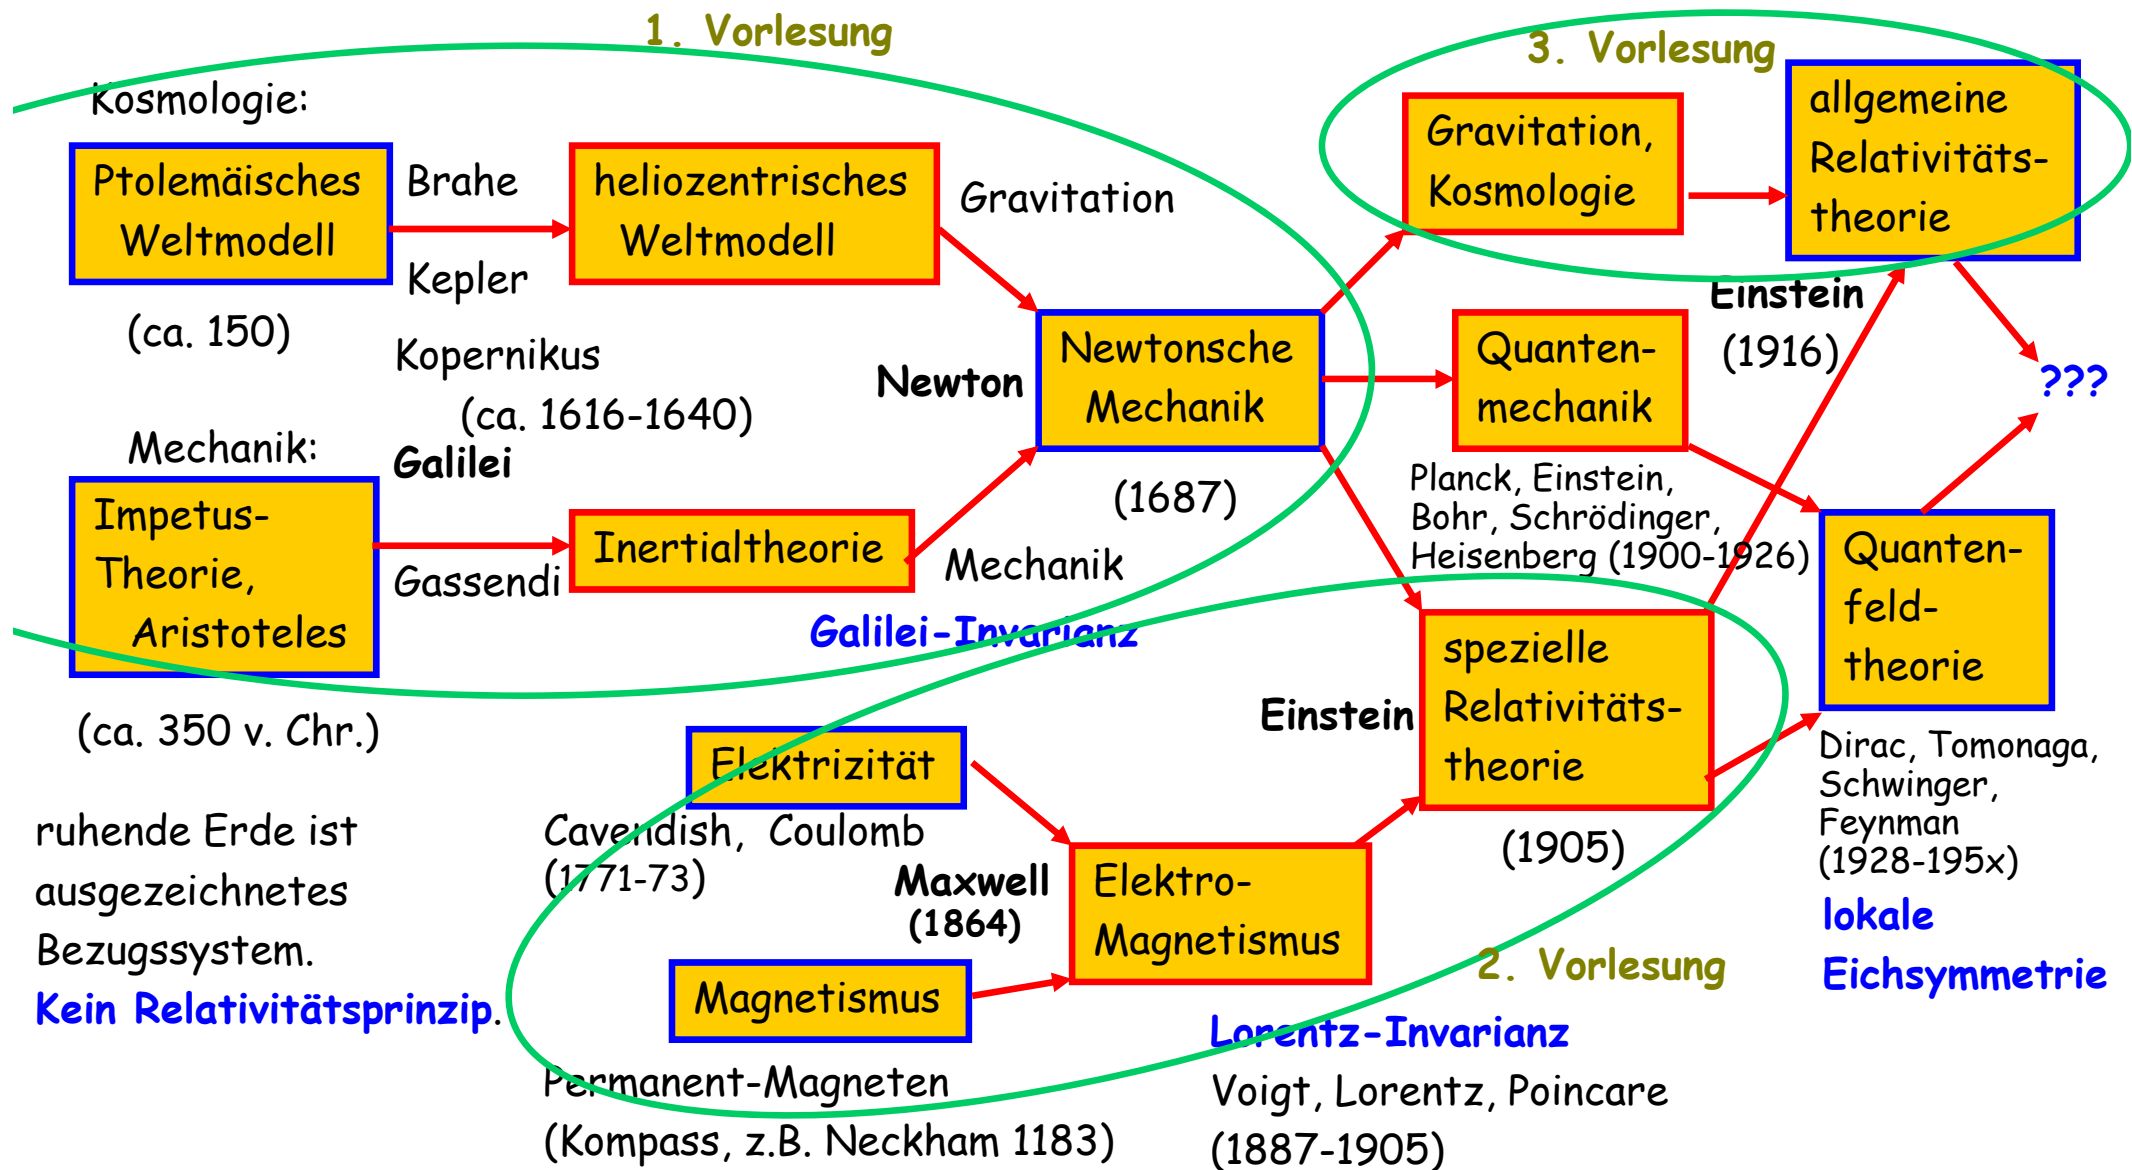 1. Vorlesung
3. Vorlesung
Kosmologie:
Ptolemäisches
Weltmodell
(ca. 150)
Brahe
Kepler
Kopernikus
(ca. 1616-1640)
heliozentrisches
Weltmodell
Gravitation
Mechanik:
Impetus-
Theorie,
Aristoteles
(ca. 350 v. Chr.)
Galilei
Gassendi
Inertialtheorie
Mechanik
Galilei-Invarianz
Newton
Newtonsche
Mechanik
(1687)
Gravitation,
Kosmologie
allgemeine
Relativitäts-
theorie
Einstein
(1916)
???
Quanten-
mechanik
Planck, Einstein,
Bohr, Schrödinger,
Heisenberg (1900-1926)
Quanten-
feld-
theorie
Dirac, Tomonaga,
Schwinger,
Feynman
(1928-195x)
lokale
Eichsymmetrie
Einstein
spezielle
Relativitäts-
theorie
(1905)
ruhende Erde ist
ausgezeichnetes
Bezugssystem.
Kein Relativitätsprinzip.
Elektrizität
Cavendish, Coulomb
(1771-73)
Maxwell
(1864)
Elektro-
Magnetismus
Magnetismus
Permanent-Magneten
(Kompass, z.B. Neckham 1183)
2. Vorlesung
Lorentz-Invarianz
Voigt, Lorentz, Poincare
(1887-1905)